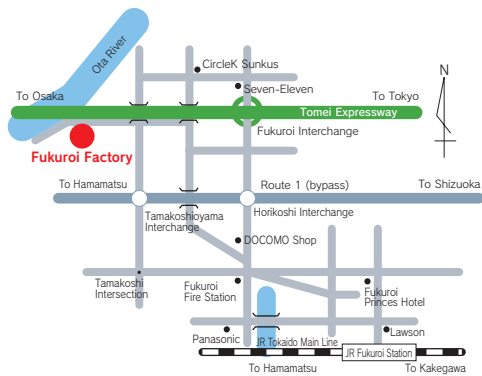 Ota River
CircleK Sunkus
Seven-Eleven
To Osaka
To Tokyo
Tomei Expressway
Fukuroi Interchange
N
Fukuroi Factory
To Hamamatsu
Route 1 (bypass)
To Shizuoka
Tamakoshioyama
Interchange
Horikoshi Interchange
DOCOMO Shop
Tamakoshi
Intersection
Fukuroi
Fire Station
Fukuroi
Princes Hotel
Panasonic
JR Tokaido Main Line
Lawson
JR Fukuroi Station
To Hamamatsu
To Kakegawa